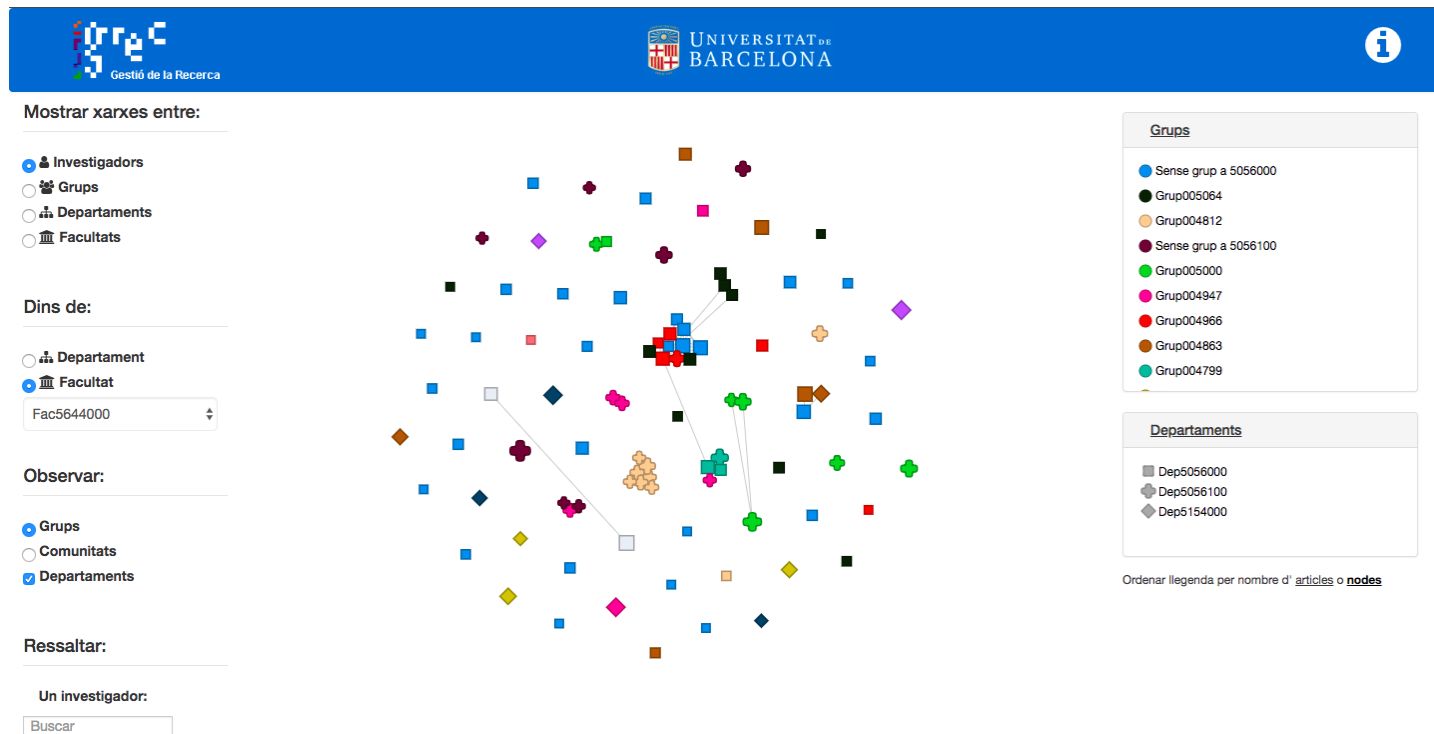 grec
Gestió de la Recerca
UNIVERSITAT DE
BARCELONA
Mostrar xarxes entre:
Investigadors
Grups
Departaments
Facultats
Dins de:
Departament
Facultat
Fac5644000
Observar:
Grups
Comunitats
Departaments
Ressaltar:
Un investigador:
Buscar
Grups
Sense grup a 5056000
Grup005064
Grup004812
Sense grup a 5056100
Grup005000
Grup004947
Grup004966
Grup004863
Grup004799
Departaments
Dep5056000
Dep5056100
Dep5154000
Ordenar llegenda per nombre d' articles o nodes